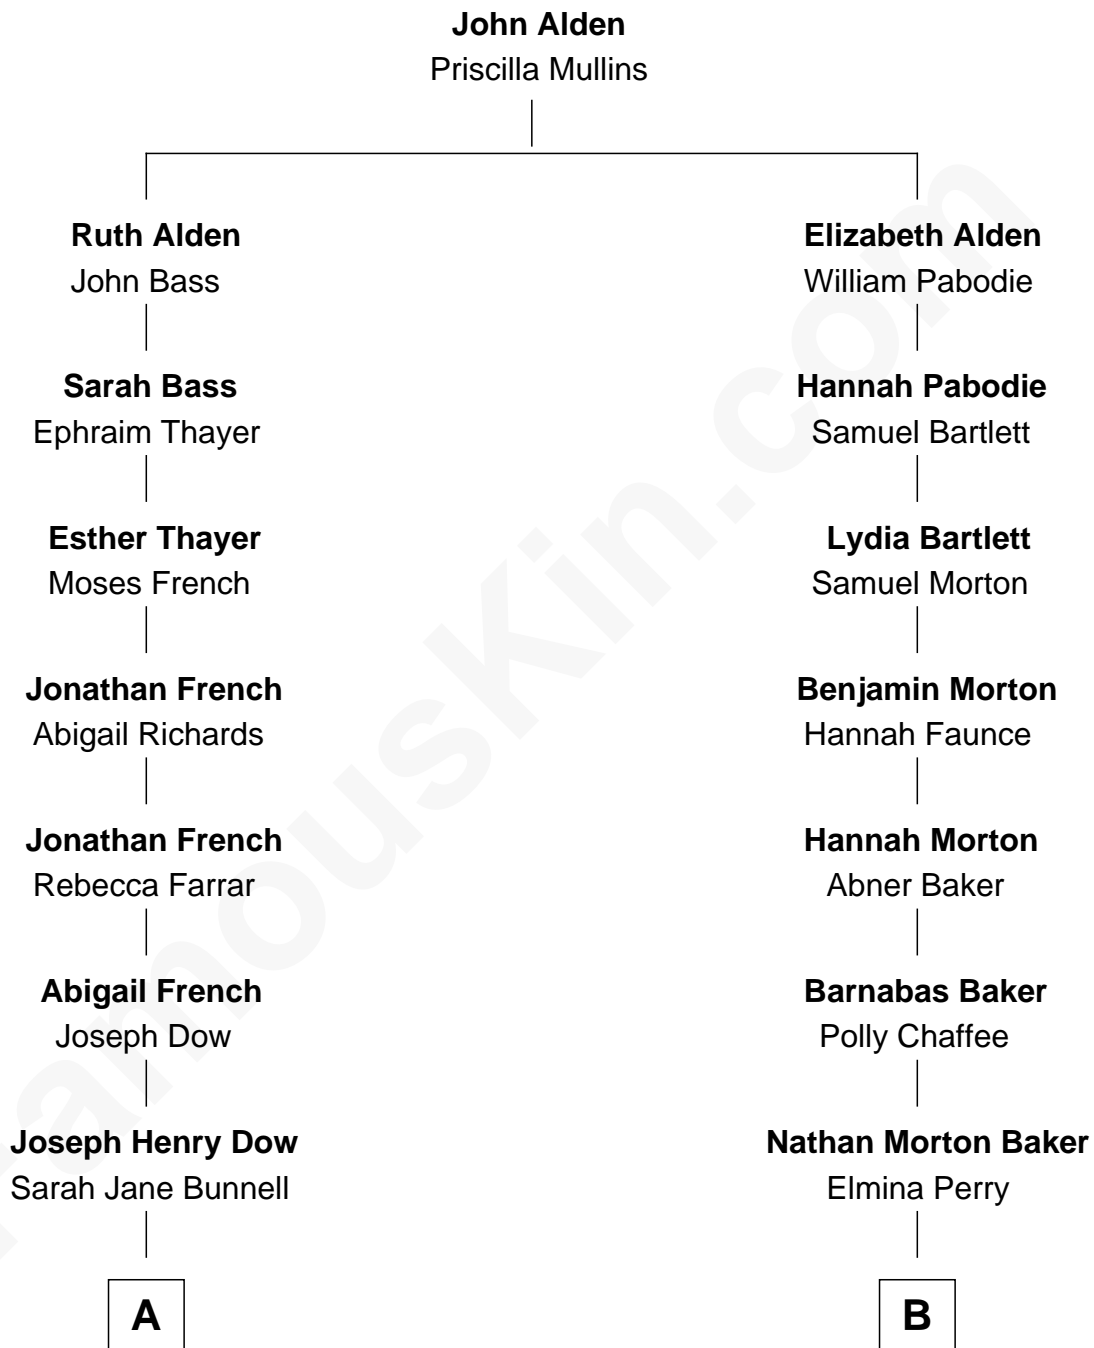 John Alden
Priscilla Mullins
Ruth Alden
John Bass
Elizabeth Alden
William Pabodie
Sarah Bass
Ephraim Thayer
Hannah Pabodie
Samuel Bartlett
Esther Thayer
Moses French
Lydia Bartlett
Samuel Morton
Jonathan French
Abigail Richards
Benjamin Morton
Hannah Faunce
Jonathan French
Rebecca Farrar
Hannah Morton
Abner Baker
Abigail French
Joseph Dow
Barnabas Baker
Polly Chaffee
Joseph Henry Dow
Sarah Jane Bunnell
Nathan Morton Baker
Elmina Perry
A
B
FamousKin.com